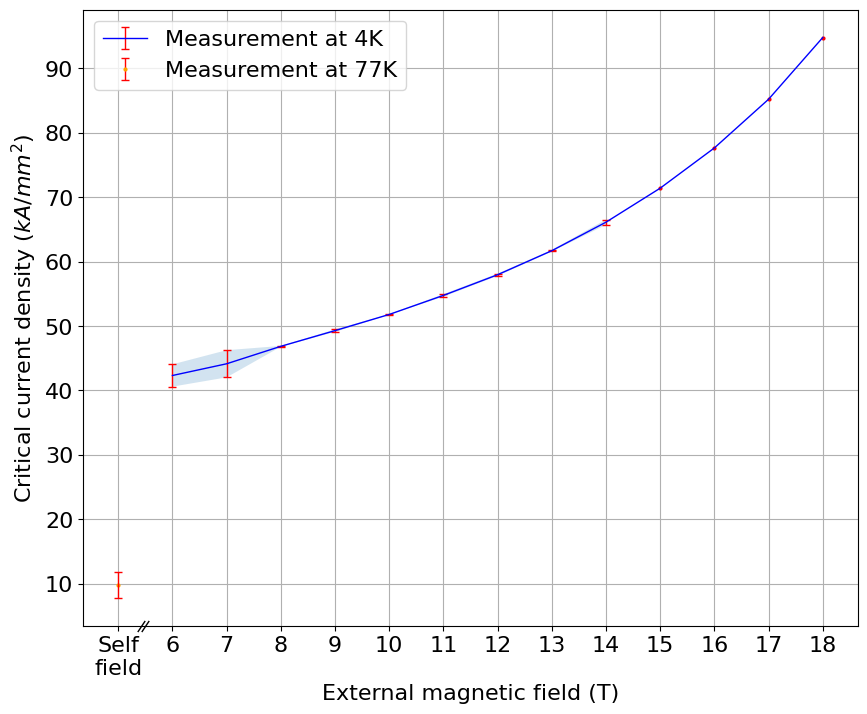 Measurement at 4K
Measurement at 77K
Critical current density (kA/mm²)
90
80
70
60
50
40
30
20
10
Self
field
6 7 8 9 10 11 12 13 14 15 16 17 18
External magnetic field (T)